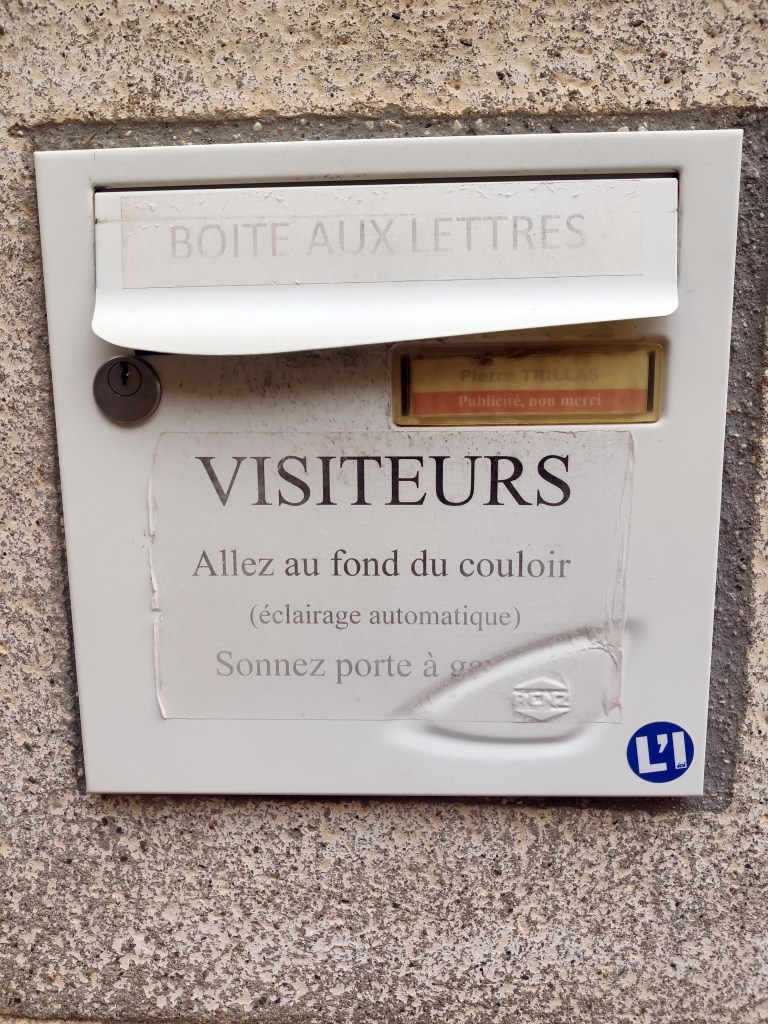 BOITE AUX LETTRES
Pierre TRILLAS
Publicité, non merci
VISITEURS
Allez au fond du couloir
(éclairage automatique)
Sonnez porte à
RENZ
L'I